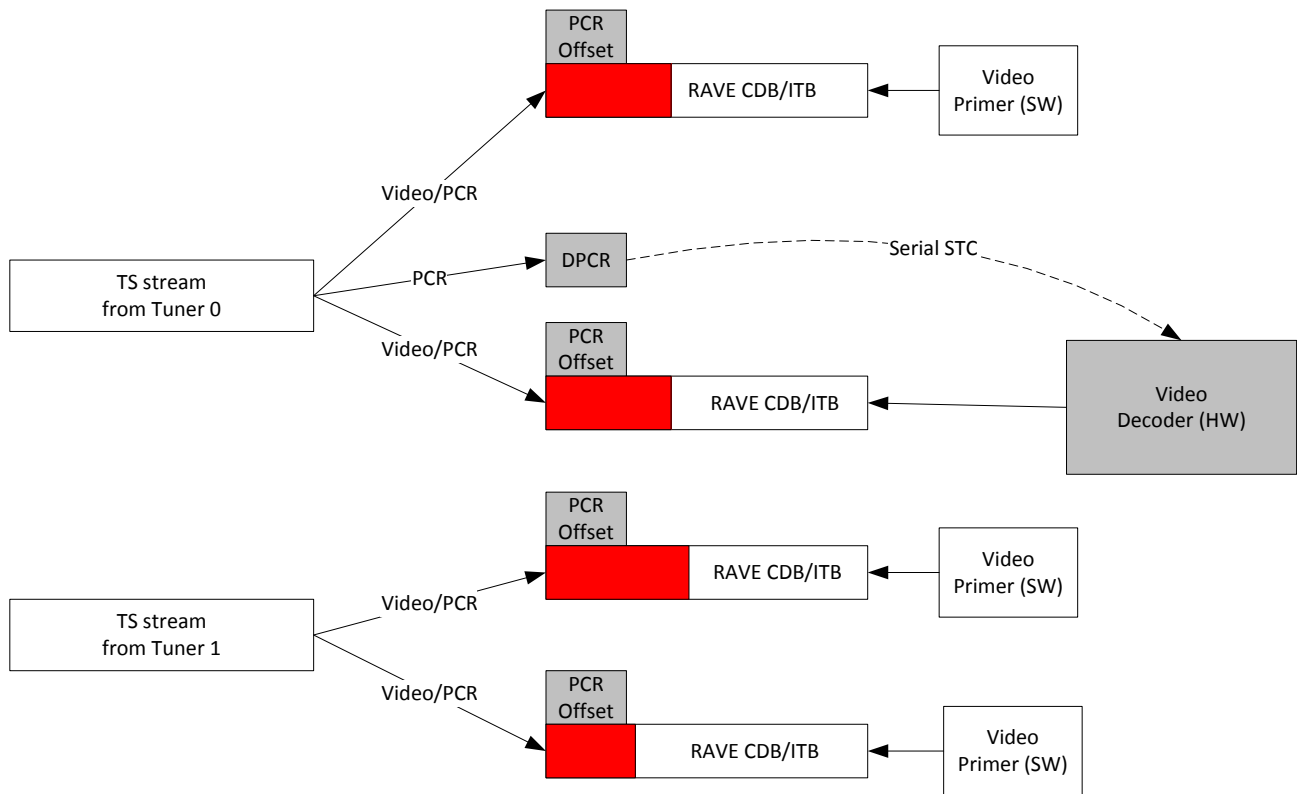 PCR
Offset
RAVE CDB/ITB
Video
Primer (SW)
Video/PCR
Serial STC
DPCR
PCR
TS stream
from Tuner 0
PCR
Offset
Video/PCR
RAVE CDB/ITB
Video
Decoder (HW)
PCR
Offset
RAVE CDB/ITB
Video
Primer (SW)
Video/PCR
TS stream
from Tuner 1
Video/PCR
PCR
Offset
RAVE CDB/ITB
Video
Primer (SW)